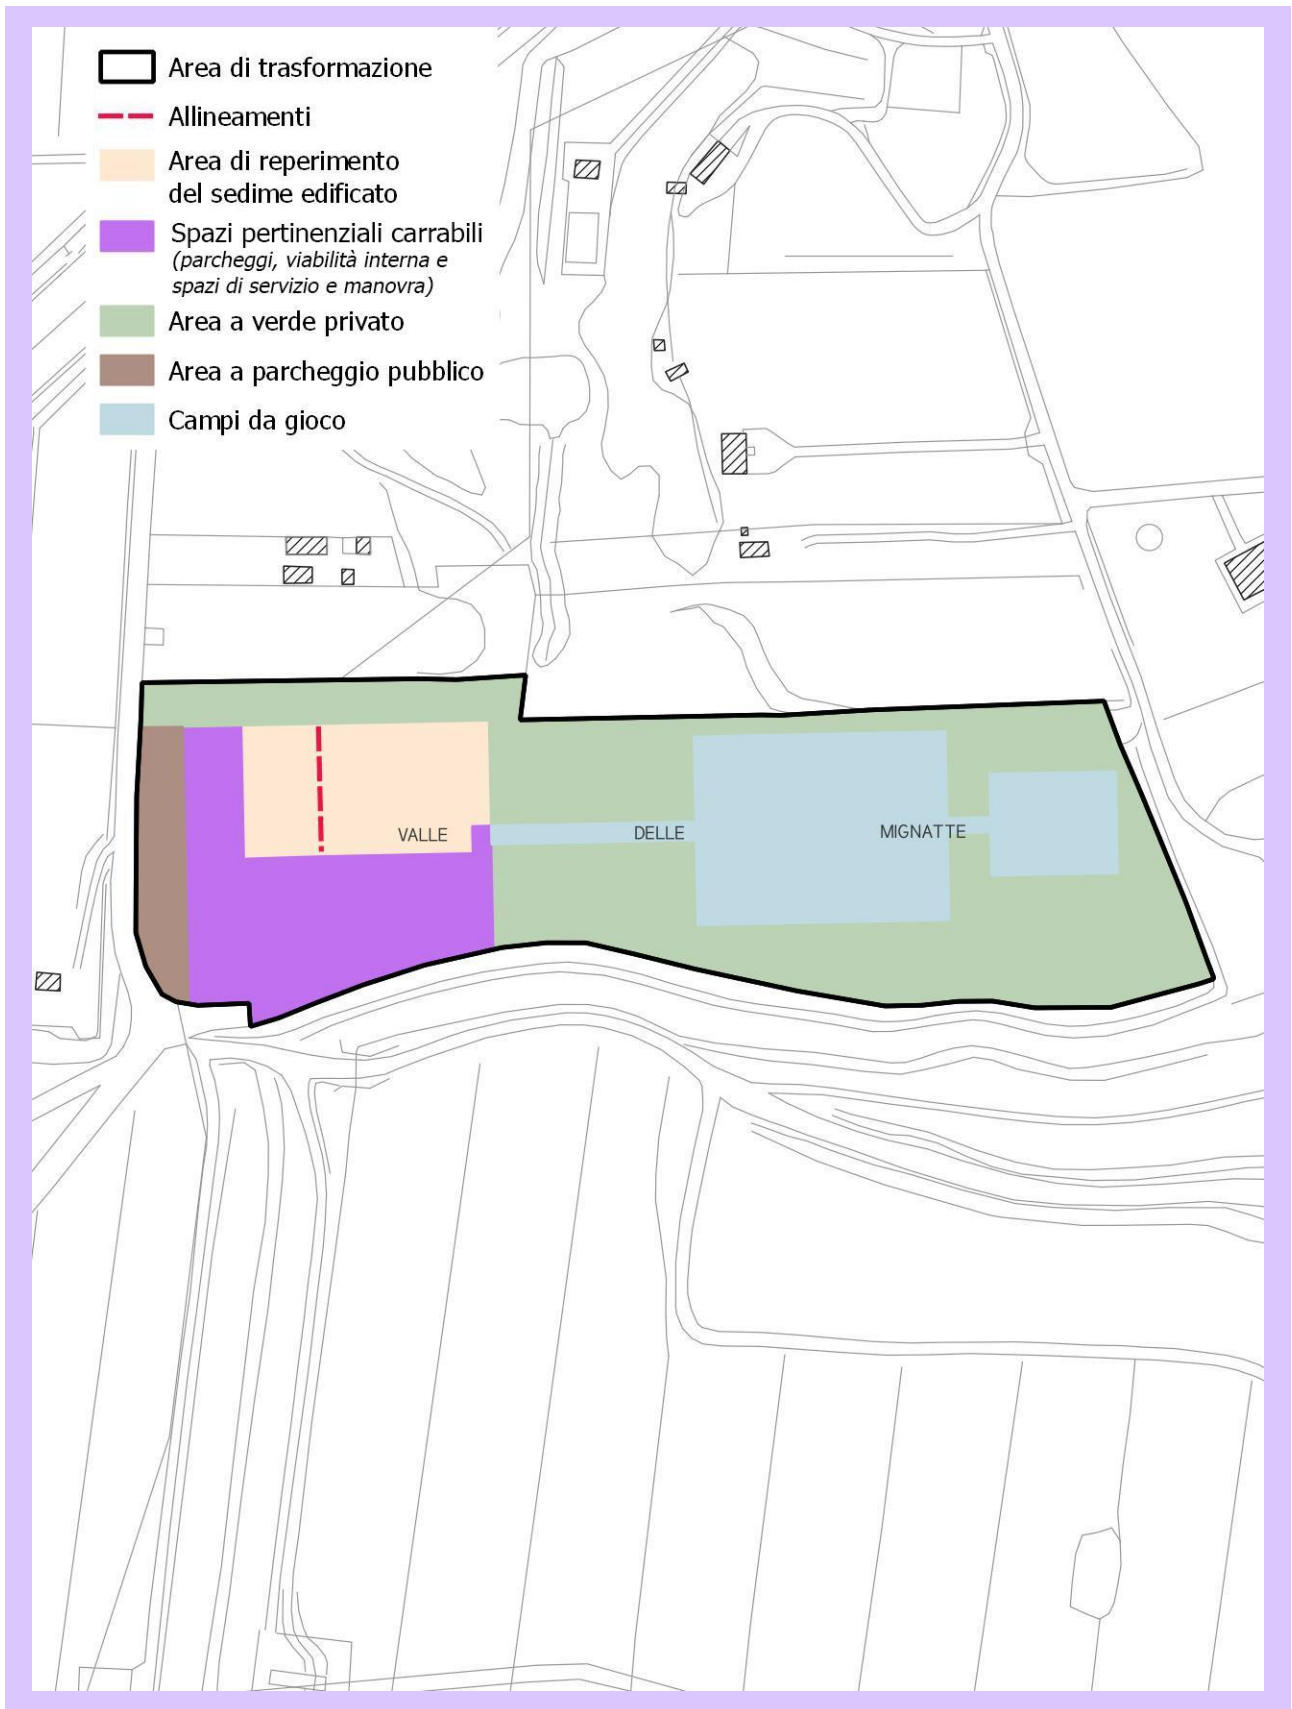 Area di trasformazione
Allineamenti
Area di reperimento
del sedime edificato
Spazi pertinenziali carrabili
(parcheggi, viabilità interna e
spazi di servizio e manovra)
Area a verde privato
Area a parcheggio pubblico
Campi da gioco
VALLE DELLE MIGNATTE